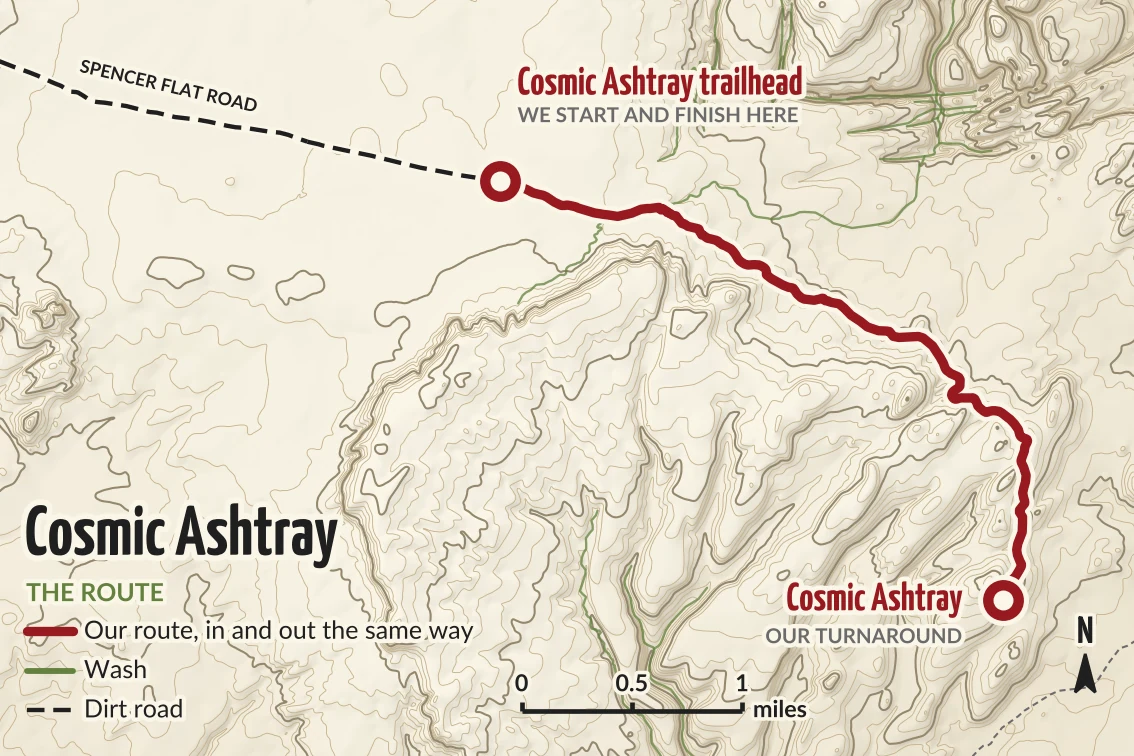 SPENCER FLAT ROAD
Cosmic Ashtray trailhead
WE START AND FINISH HERE
Cosmic Ashtray
THE ROUTE
Our route, in and out the same way
Wash
Dirt road
Cosmic Ashtray
OUR TURNAROUND
N
0 0.5 1
miles